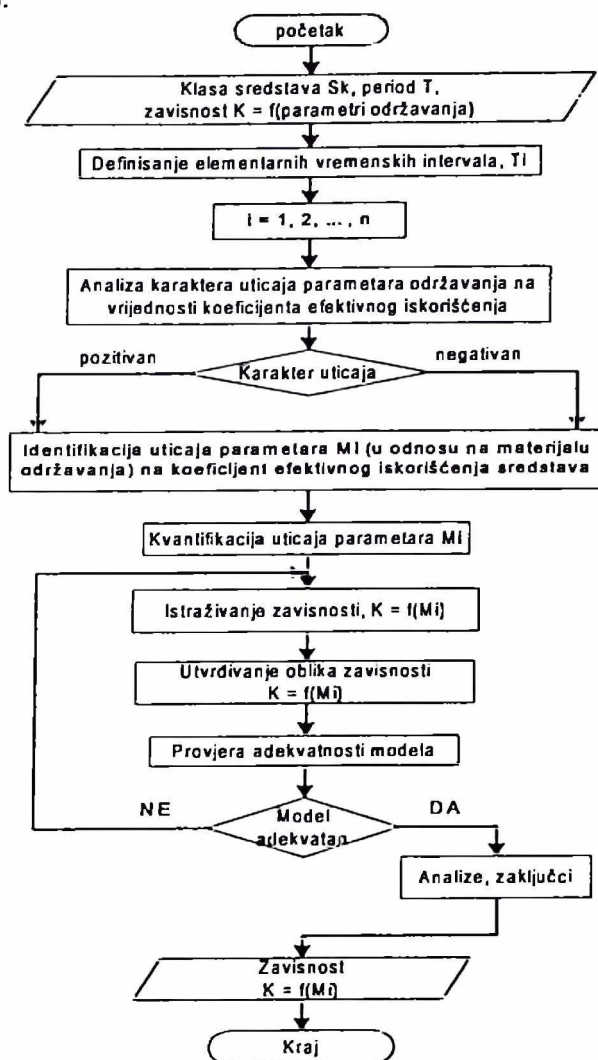 početak
Klasa sredstava Sk, period T,
zavisnost K = f(parametri održavanja)
Definisanje elementarnih vremenskih intervala, Ti
i = 1, 2, ..., n
Analiza karaktera uticaja parametara održavanja na
vrijednosti koeficijenta efektivnog iskorišćenja
pozitivan
Karakter uticaja
negativan
Identifikacija uticaja parametara Mi (u odnosu na materijalu
održavanja) na koeficijent efektivnog iskorišćenja sredstava
Kvantifikacija uticaja parametara Mi
Istraživanje zavisnosti, K = f(Mi)
Utvrđivanje oblika zavisnosti
K = f(Mi)
Provjera adekvatnosti modela
NE
Model
adekvatan
DA
Analize, zaključci
Zavisnost
K = f(Mi)
Kraj